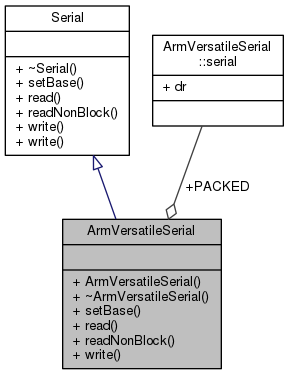 Serial
+ ~Serial()
+ setBase()
+ read()
+ readNonBlock()
+ write()
+ write()
ArmVersatileSerial
::serial
+ dr
+PACKED
ArmVersatileSerial
+ ArmVersatileSerial()
+ ~ArmVersatileSerial()
+ setBase()
+ read()
+ readNonBlock()
+ write()